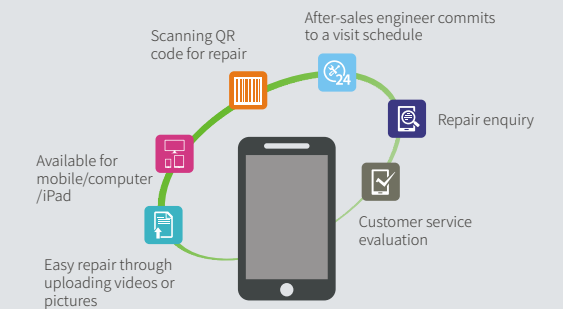 After-sales engineer commits
to a visit schedule
Scanning QR
code for repair
24
Repair enquiry
Available for
mobile/computer
/iPad
Customer service
evaluation
Easy repair through
uploading videos or
pictures